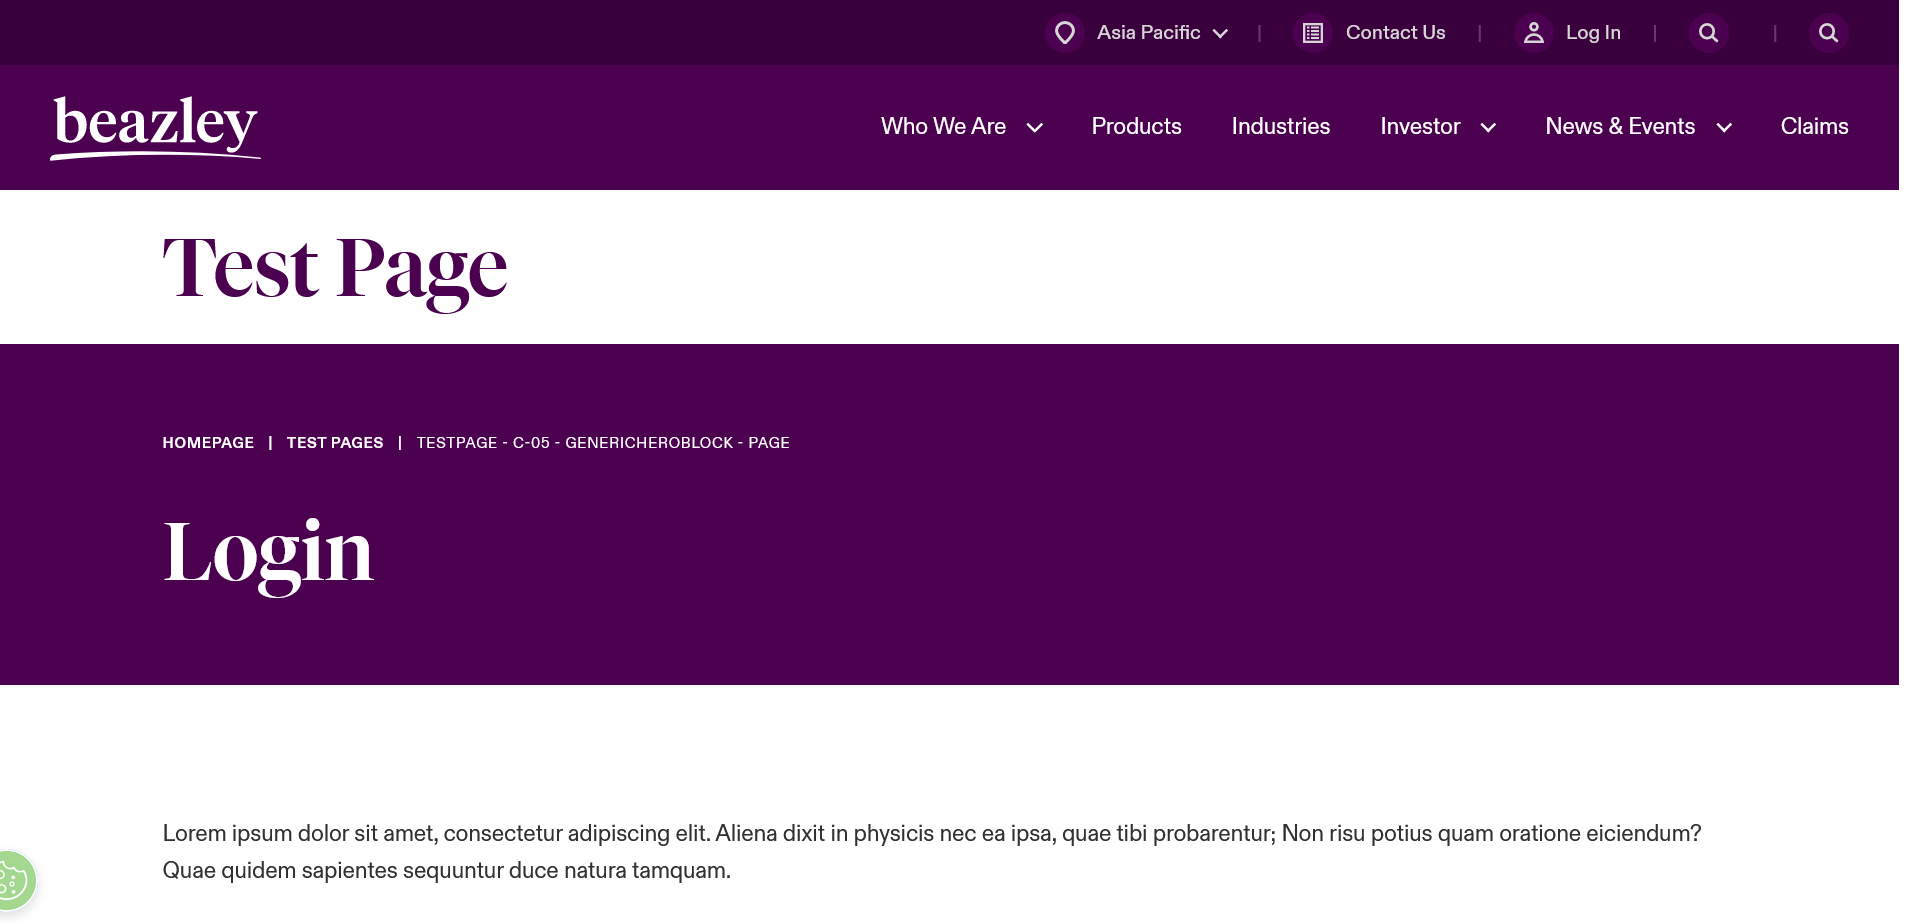 Asia Pacific | Contact Us | Log In | |
beazley
Who We Are Products Industries Investor News & Events Claims
Test Page
HOMEPAGE | TEST PAGES | TESTPAGE - C-05 - GENERICHEROBLOCK - PAGE
Login
Lorem ipsum dolor sit amet, consectetur adipiscing elit. Aliena dixit in physicis nec ea ipsa, quae tibi probarentur; Non risu potius quam oratione eiciendum?
Quae quidem sapientes sequuntur duce natura tamquam.